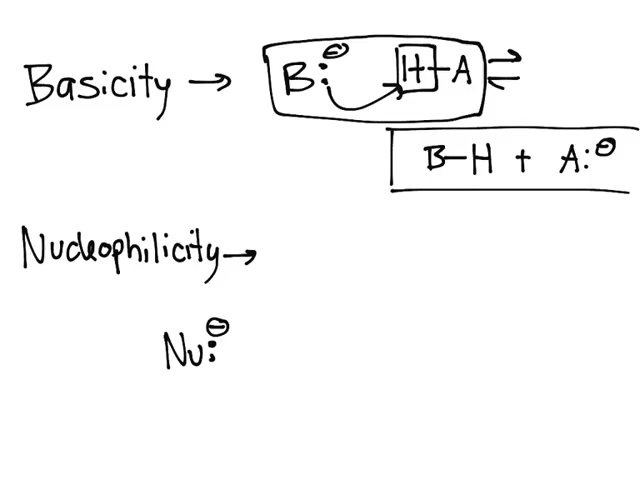 Basicity → B:⊖ H–A ⇌
B–H + A:⊖
Nucleophilicity →
Nu:⊖